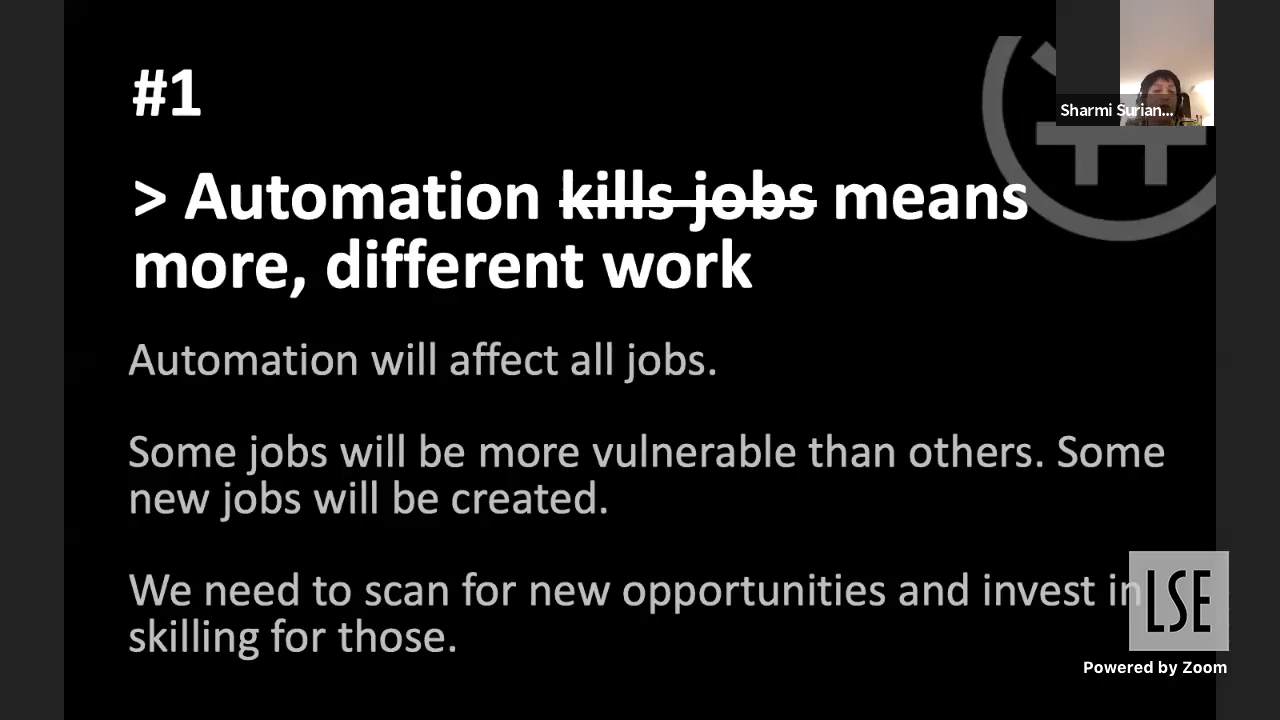 #1
Sharmi Surian...
> Automation ~~kills jobs~~ means
more, different work
Automation will affect all jobs.
Some jobs will be more vulnerable than others. Some
new jobs will be created.
We need to scan for new opportunities and invest in
skilling for those.
LSE
Powered by Zoom